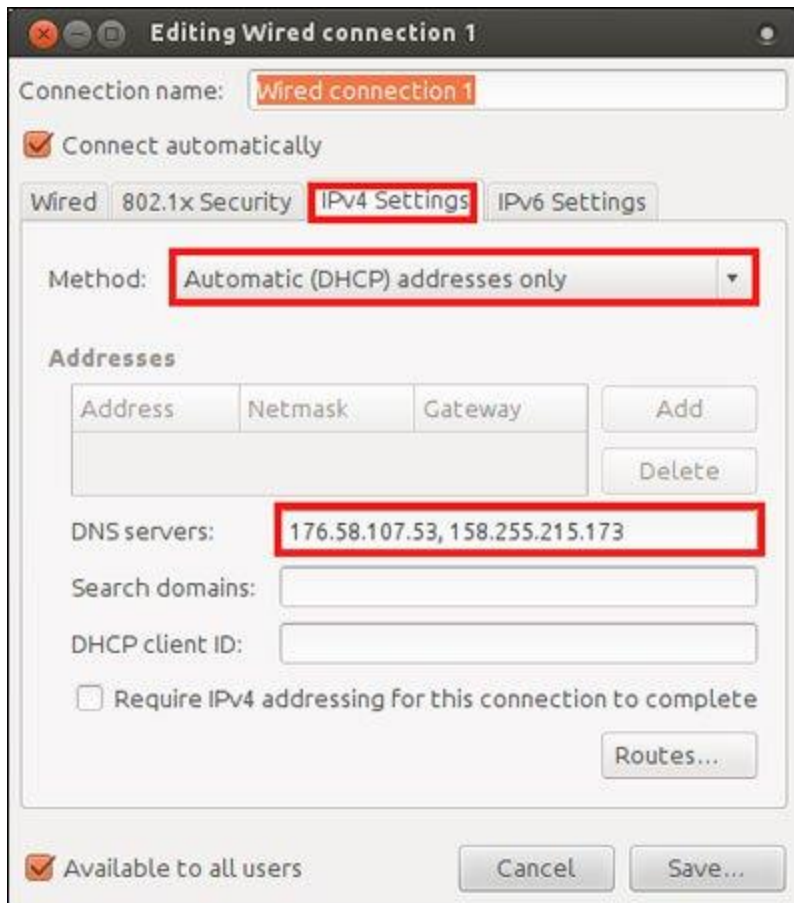 Editing Wired connection 1
Connection name: Wired connection 1
Connect automatically
Wired 802.1x Security IPv4 Settings IPv6 Settings
Method: Automatic (DHCP) addresses only
Addresses
Address Netmask Gateway Add
Delete
DNS servers: 176.58.107.53, 158.255.215.173
Search domains:
DHCP client ID:
Require IPv4 addressing for this connection to complete
Routes...
Available to all users Cancel Save...